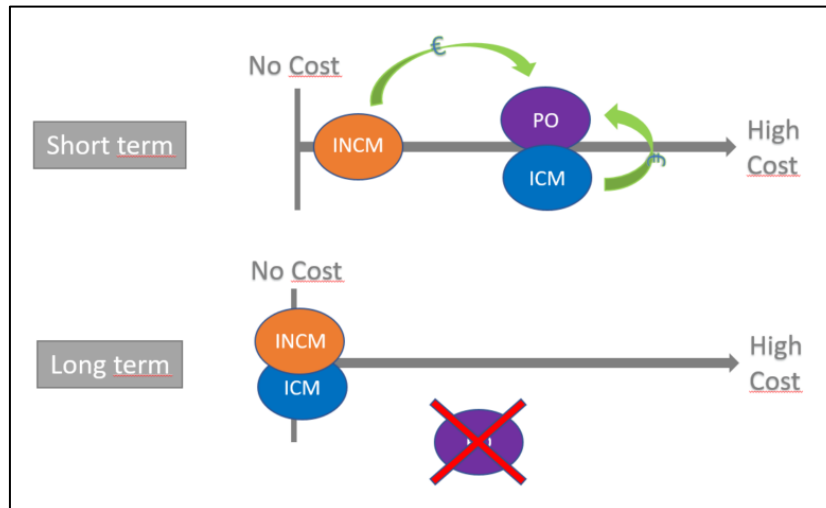 No Cost
€
Short term
INCM
PO
ICM
€
High
Cost
No Cost
Long term
INCM
ICM
High
Cost